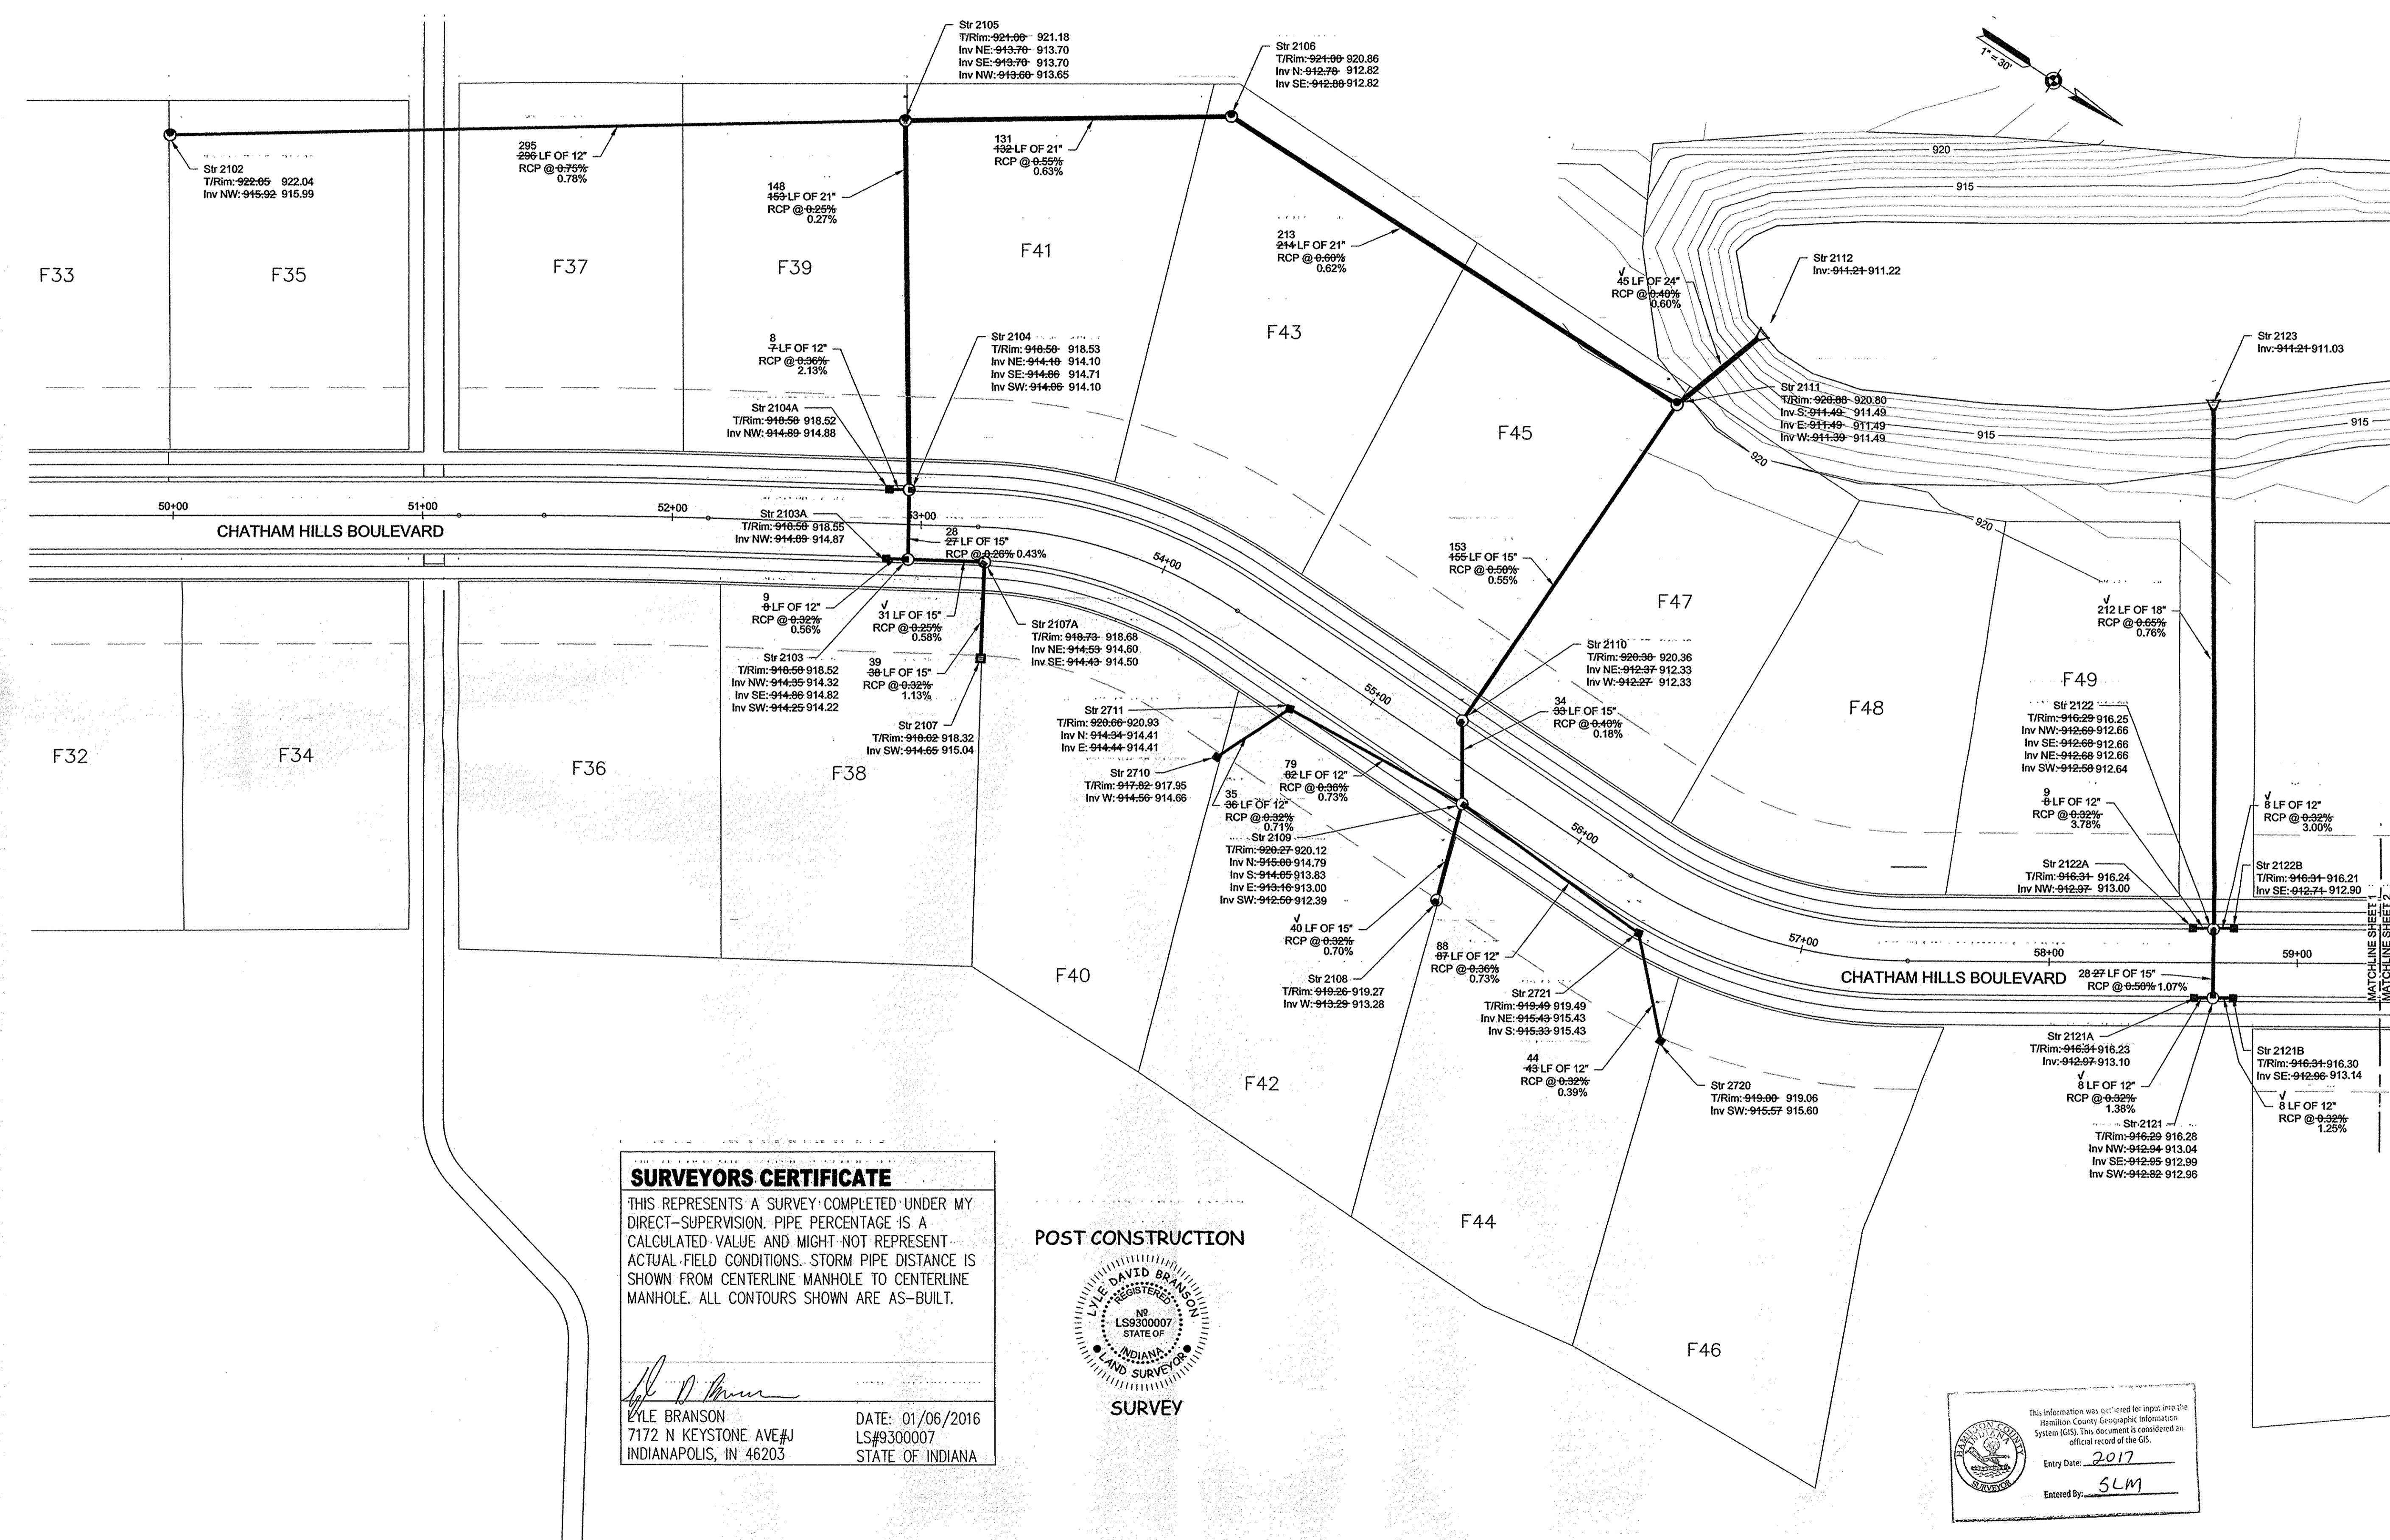 Str 2105
T/Rim: 921.00 921.18
Inv NE: 913.70 913.70
Inv SE: 913.70 913.70
Inv NW: 913.60 913.65
Str 2106
T/Rim: 921.00 920.86
Inv N: 912.78 912.82
Inv SE: 912.88 912.82
1" = 30'
Str 2102
T/Rim: 922.05 922.04
Inv NW: 915.92 915.99
295
296 LF OF 12"
RCP @ 0.75%
0.78%
131
132 LF OF 21"
RCP @ 0.55%
0.63%
148
153 LF OF 21"
RCP @ 0.25%
0.27%
213
214 LF OF 21"
RCP @ 0.60%
0.62%
920
915
✓
45 LF OF 24"
RCP @ 0.40%
0.60%
Str 2112
Inv: 911.21 911.22
Str 2123
Inv: 911.21 911.03
F33
F35
F37
F39
F41
F43
F45
8
7 LF OF 12"
RCP @ 0.36%
2.13%
Str 2104
T/Rim: 918.58 918.53
Inv NE: 914.18 914.10
Inv SE: 914.86 914.71
Inv SW: 914.06 914.10
Str 2104A
T/Rim: 918.58 918.52
Inv NW: 914.89 914.88
Str 2111
T/Rim: 920.88 920.80
Inv S: 911.49 911.49
Inv E: 911.49 911.49
Inv W: 911.39 911.49
915
915
920
920
50+00
51+00
52+00
53+00
54+00
55+00
56+00
57+00
58+00
59+00
CHATHAM HILLS BOULEVARD
Str 2103A
T/Rim: 918.58 918.55
Inv NW: 914.89 914.87
28
27 LF OF 15"
RCP @ 0.26% 0.43%
9
8 LF OF 12"
RCP @ 0.32%
0.56%
✓
31 LF OF 15"
RCP @ 0.25%
0.58%
Str 2107A
T/Rim: 918.73 918.68
Inv NE: 914.53 914.60
Inv SE: 914.43 914.50
Str 2103
T/Rim: 918.58 918.52
Inv NW: 914.35 914.32
Inv SE: 914.86 914.82
Inv SW: 914.25 914.22
39
38 LF OF 15"
RCP @ 0.32%
1.13%
Str 2107
T/Rim: 918.02 918.32
Inv SW: 914.65 915.04
153
155 LF OF 15"
RCP @ 0.50%
0.55%
F47
F48
F49
✓
212 LF OF 18"
RCP @ 0.65%
0.76%
Str 2110
T/Rim: 920.38 920.36
Inv NE: 912.37 912.33
Inv W: 912.27 912.33
34
33 LF OF 15"
RCP @ 0.40%
0.18%
Str 2711
T/Rim: 920.66 920.93
Inv N: 914.34 914.41
Inv E: 914.44 914.41
Str 2710
T/Rim: 917.82 917.95
Inv W: 914.56 914.66
79
82 LF OF 12"
RCP @ 0.36%
0.73%
35
36 LF OF 12"
RCP @ 0.32%
0.71%
Str 2109
T/Rim: 920.27 920.12
Inv N: 915.00 914.79
Inv S: 914.05 913.83
Inv E: 913.16 913.00
Inv SW: 912.50 912.39
Str 2122
T/Rim: 916.29 916.25
Inv NW: 912.69 912.66
Inv SE: 912.68 912.66
Inv NE: 912.68 912.66
Inv SW: 912.58 912.64
9
8 LF OF 12"
RCP @ 0.32%
3.78%
✓
8 LF OF 12"
RCP @ 0.32%
3.00%
Str 2122A
T/Rim: 916.31 916.24
Inv NW: 912.97 913.00
Str 2122B
T/Rim: 916.31 916.21
Inv SE: 912.71 912.90
MATCHLINE SHEET 1
MATCHLINE SHEET 2
F32
F34
F36
F38
F40
F42
F44
F46
✓
40 LF OF 15"
RCP @ 0.32%
0.70%
Str 2108
T/Rim: 919.26 919.27
Inv W: 913.29 913.28
88
87 LF OF 12"
RCP @ 0.36%
0.73%
Str 2721
T/Rim: 919.49 919.49
Inv NE: 915.43 915.43
Inv S: 915.33 915.43
44
43 LF OF 12"
RCP @ 0.32%
0.39%
Str 2720
T/Rim: 919.00 919.06
Inv SW: 915.57 915.60
CHATHAM HILLS BOULEVARD
28 27 LF OF 15"
RCP @ 0.50% 1.07%
Str 2121A
T/Rim: 916.31 916.23
Inv: 912.97 913.10
✓
8 LF OF 12"
RCP @ 0.32%
1.38%
Str 2121B
T/Rim: 916.31 916.30
Inv SE: 912.96 913.14
✓
8 LF OF 12"
RCP @ 0.32%
1.25%
Str 2121
T/Rim: 916.29 916.28
Inv NW: 912.94 913.04
Inv SE: 912.95 912.99
Inv SW: 912.82 912.96
SURVEYORS CERTIFICATE
THIS REPRESENTS A SURVEY COMPLETED UNDER MY
DIRECT-SUPERVISION. PIPE PERCENTAGE IS A
CALCULATED VALUE AND MIGHT NOT REPRESENT
ACTUAL FIELD CONDITIONS. STORM PIPE DISTANCE IS
SHOWN FROM CENTERLINE MANHOLE TO CENTERLINE
MANHOLE. ALL CONTOURS SHOWN ARE AS-BUILT.
LYLE BRANSON
7172 N KEYSTONE AVE#J
INDIANAPOLIS, IN 46203
DATE: 01/06/2016
LS#9300007
STATE OF INDIANA
POST CONSTRUCTION
LYLE DAVID BRANSON
REGISTERED
Nº
LS9300007
STATE OF
INDIANA
LAND SURVEYOR
SURVEY
HAMILTON COUNTY
INDIANA
SURVEYOR
This information was gathered for input into the
Hamilton County Geographic Information
System (GIS). This document is considered an
official record of the GIS.
Entry Date: 2017
Entered By: SLM